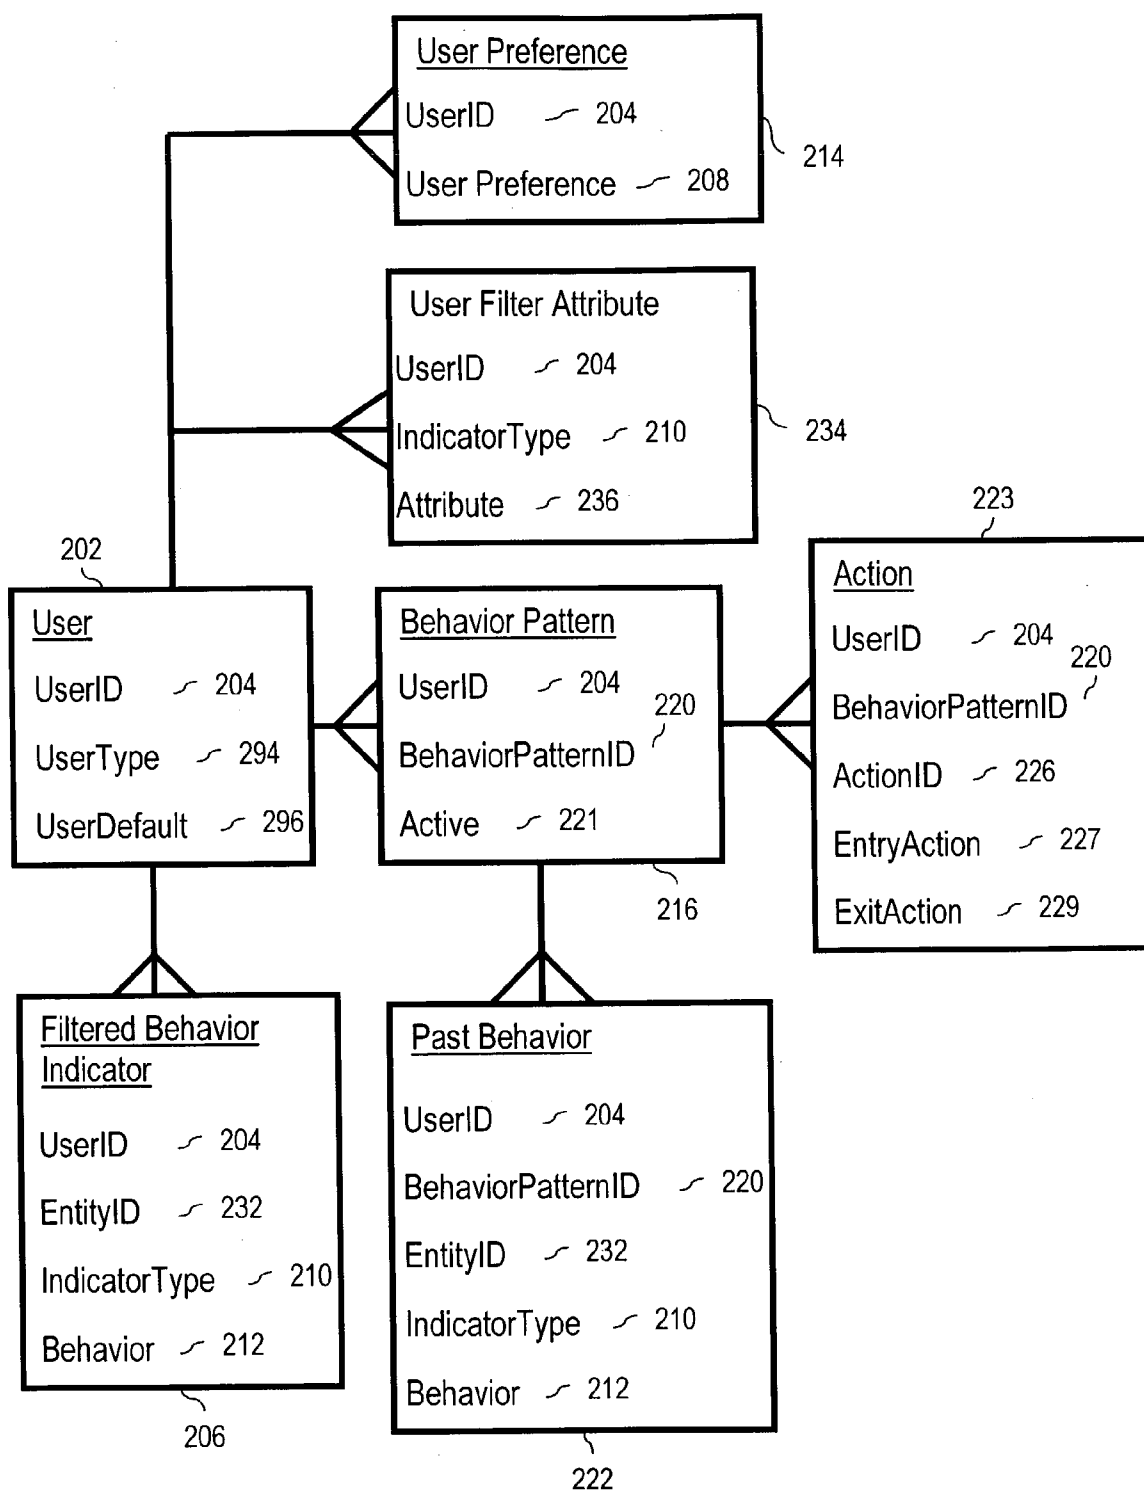 User Preference
UserID 204
User Preference 208
214
User Filter Attribute
UserID 204
IndicatorType 210
Attribute 236
234
202
User
UserID 204
UserType 294
UserDefault 296
Behavior Pattern
UserID 204
220
BehaviorPatternID
Active 221
216
223
Action
UserID 204
220
BehaviorPatternID
ActionID 226
EntryAction 227
ExitAction 229
Filtered Behavior
Indicator
UserID 204
EntityID 232
IndicatorType 210
Behavior 212
206
Past Behavior
UserID 204
BehaviorPatternID 220
EntityID 232
IndicatorType 210
Behavior 212
222